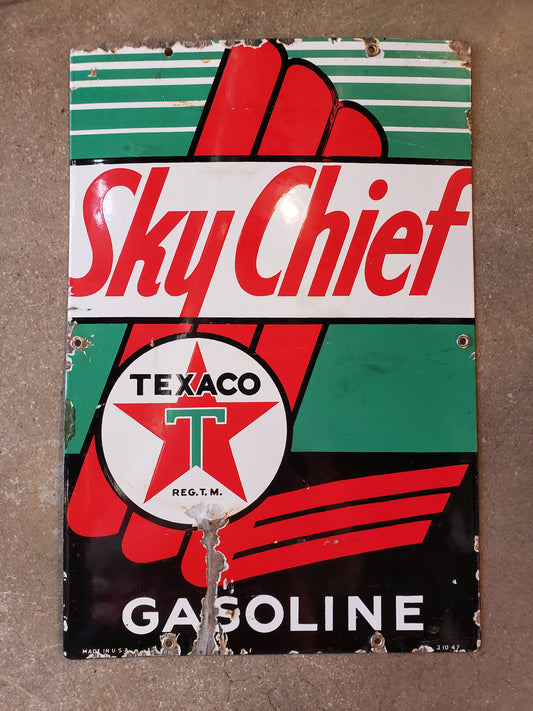 Sky Chief
TEXACO
T
REG. T. M.
GASOLINE
MADE IN U.S.A. 3 10 47